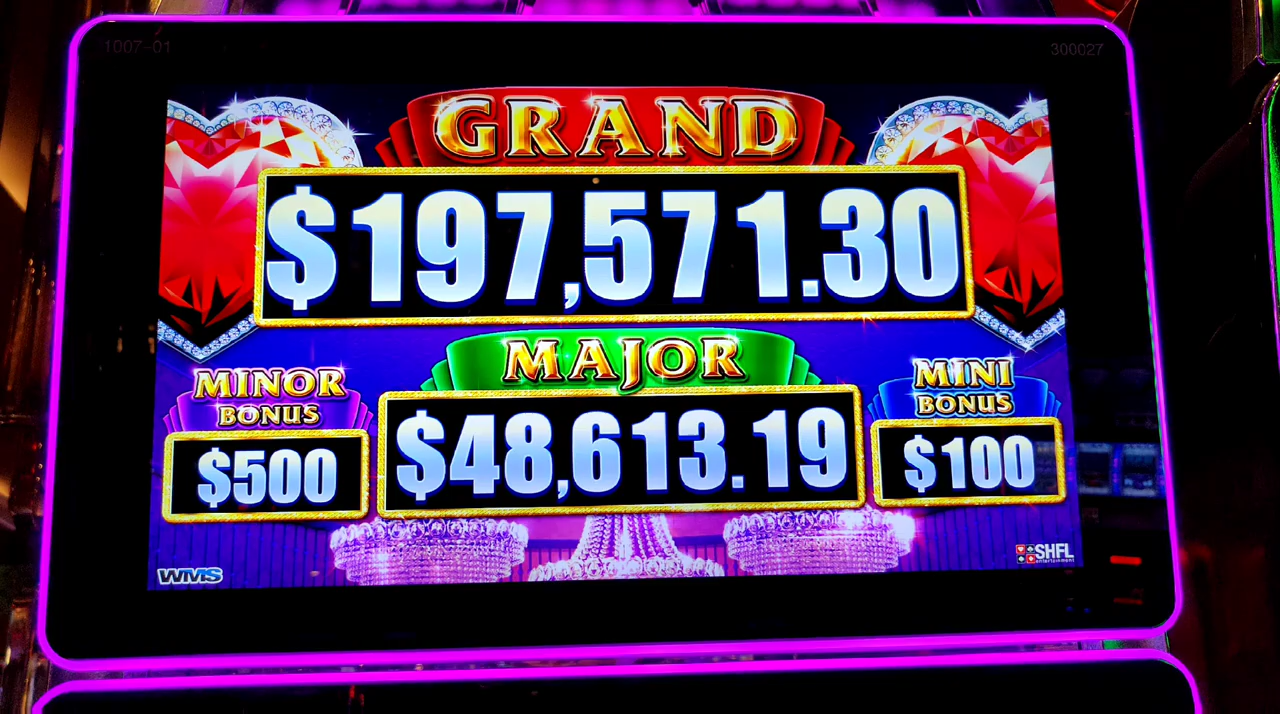 1007-01
300027
GRAND
$197,571.30
MAJOR
MINOR
BONUS
MINI
BONUS
$500
$48,613.19
$100
WMS
SHFL
entertainment